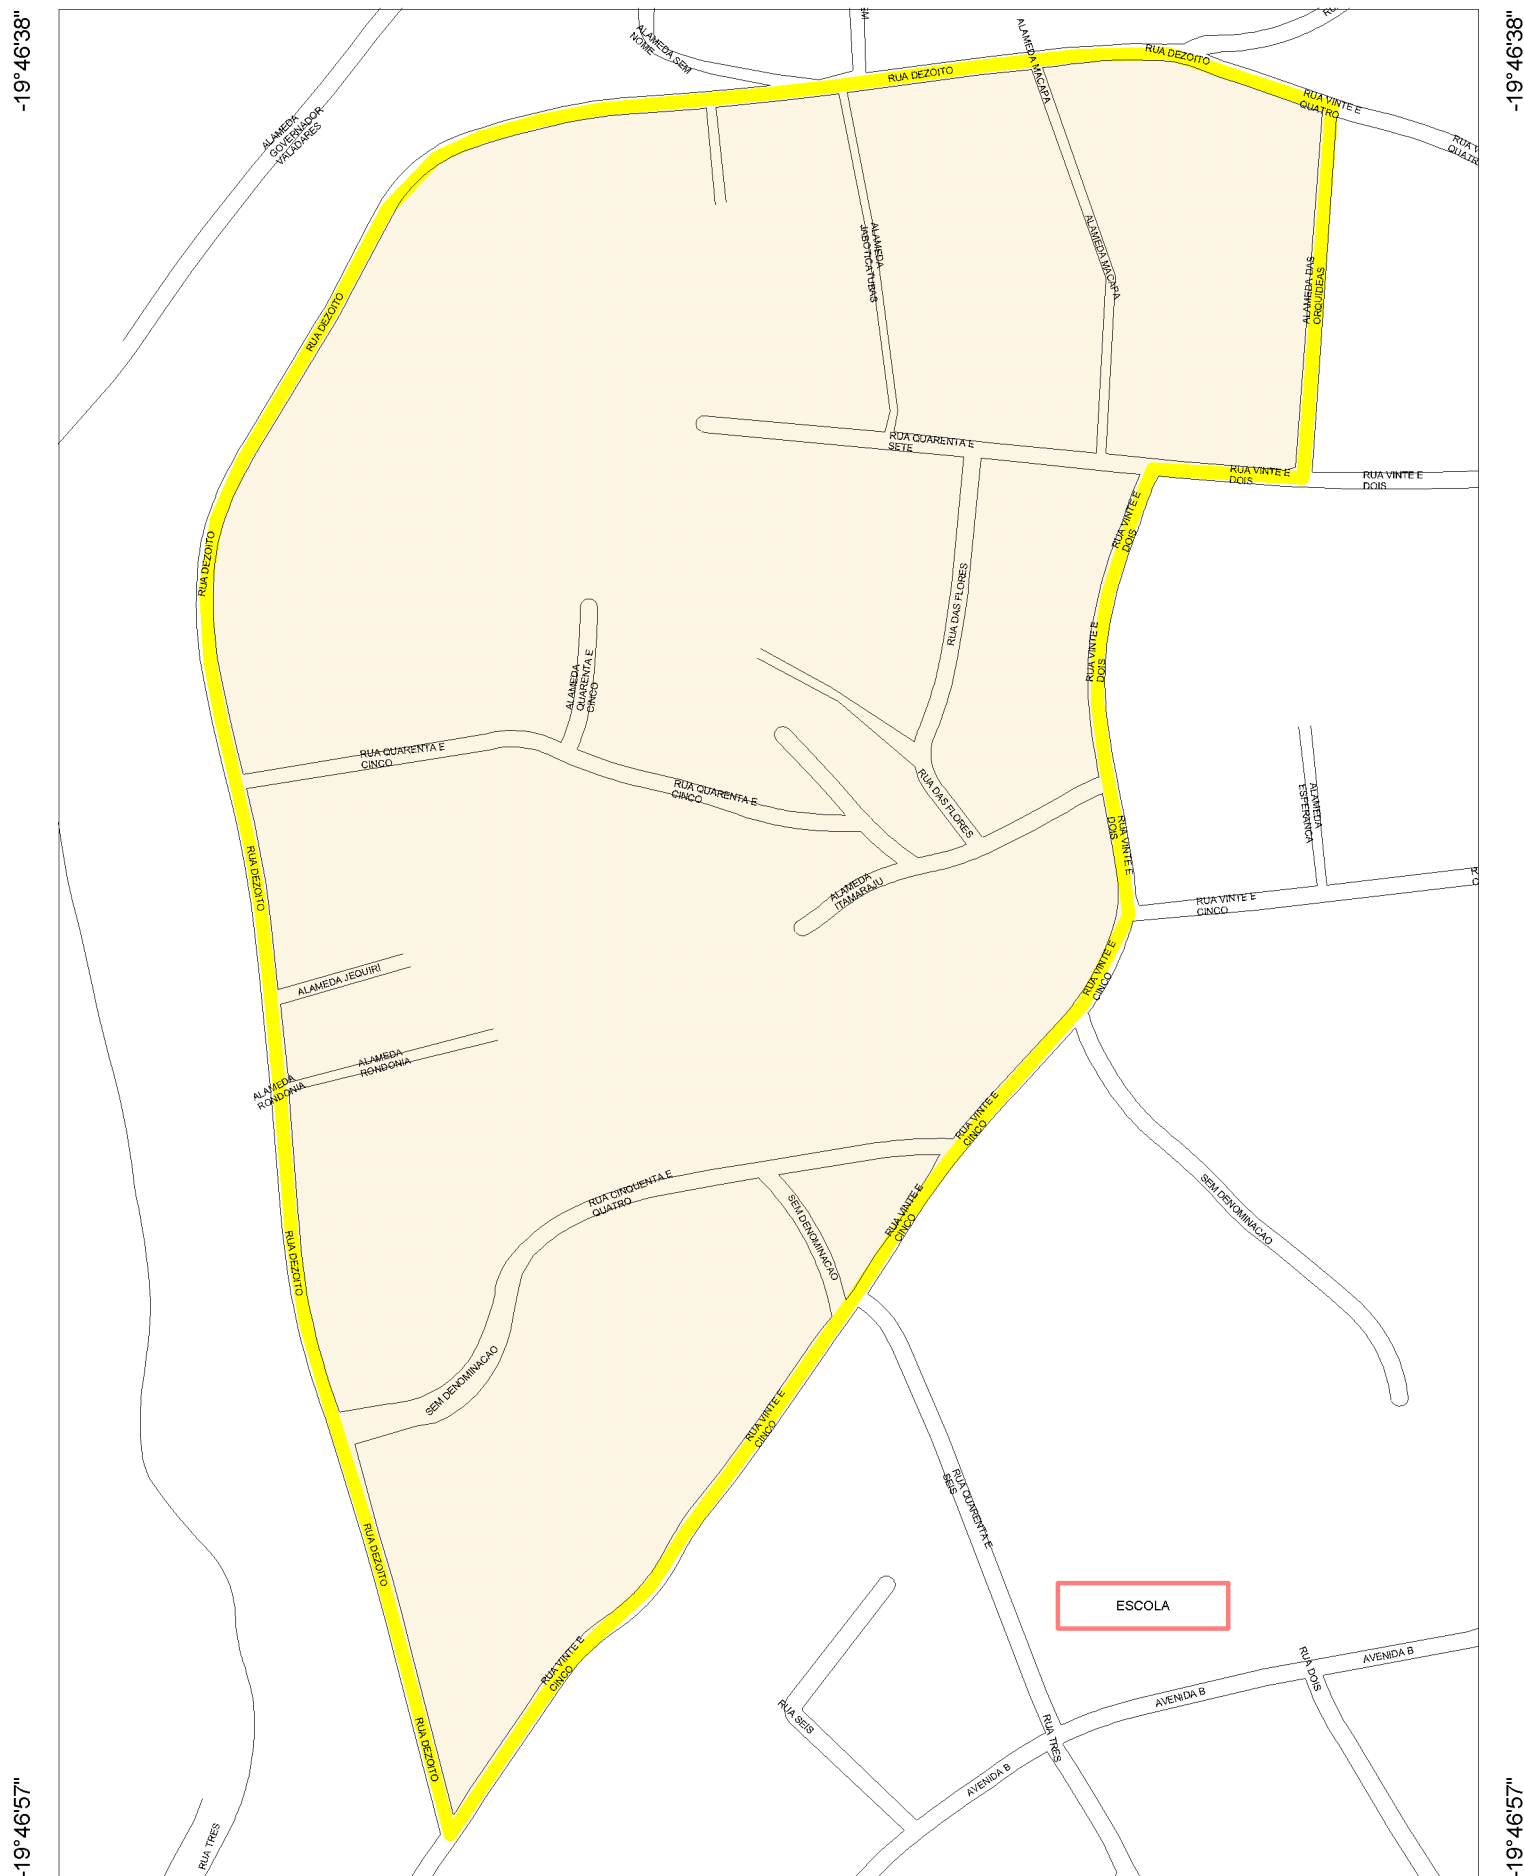 -19°46'38"
-19°46'38"
EM
ALAMEDA SEM
NOME
ALAMEDA MACAPA
RUA DEZOITO
RUA DEZOITO
RUA VINTE E
QUATRO
QUATR
ALAMEDA
GOVERNADOR
VALADARES
ALAMEDA
JABOTICATUBAS
ALAMEDA MACAPA
ALAMEDA DAS
ORQUIDEAS
RUA DEZOITO
RUA QUARENTA E
SETE
RUA VINTE E
DOIS
RUA VINTE E
DOIS
RUA VINTE E
DOIS
RUA DEZOITO
RUA DAS FLORES
RUA VINTE E
DOIS
ALAMEDA
QUARENTA E
CINCO
RUA QUARENTA E
CINCO
RUA QUARENTA E
CINCO
RUA DAS FLORES
RUA VINTE E
DOIS
ALAMEDA
ESPERANCA
RUA DEZOITO
ALAMEDA
ITAMARAJU
RUA VINTE E
CINCO
RUA VINTE E
CINCO
ALAMEDA JEQUIRI
ALAMEDA
RONDONIA
ALAMEDA
RONDONIA
RUA VINTE E
CINCO
RUA CINQUENTA E
QUATRO
SEM DENOMINACAO
RUA VINTE E
CINCO
SEM DENOMINACAO
RUA DEZOITO
SEM DENOMINACAO
RUA VINTE E
CINCO
RUA QUARENTA E
SEIS
RUA DEZOITO
ESCOLA
RUA VINTE E
CINCO
RUA DOIS
AVENIDA B
AVENIDA B
RUA SEIS
RUA TRES
RUA DEZOITO
AVENIDA B
RUA TRES
-19°46'57"
-19°46'57"